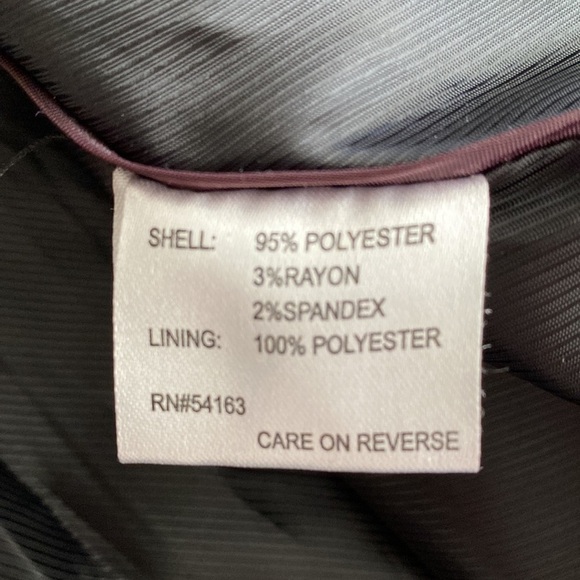 SHELL: 95% POLYESTER
3%RAYON
2%SPANDEX
LINING: 100% POLYESTER
RN#54163
CARE ON REVERSE